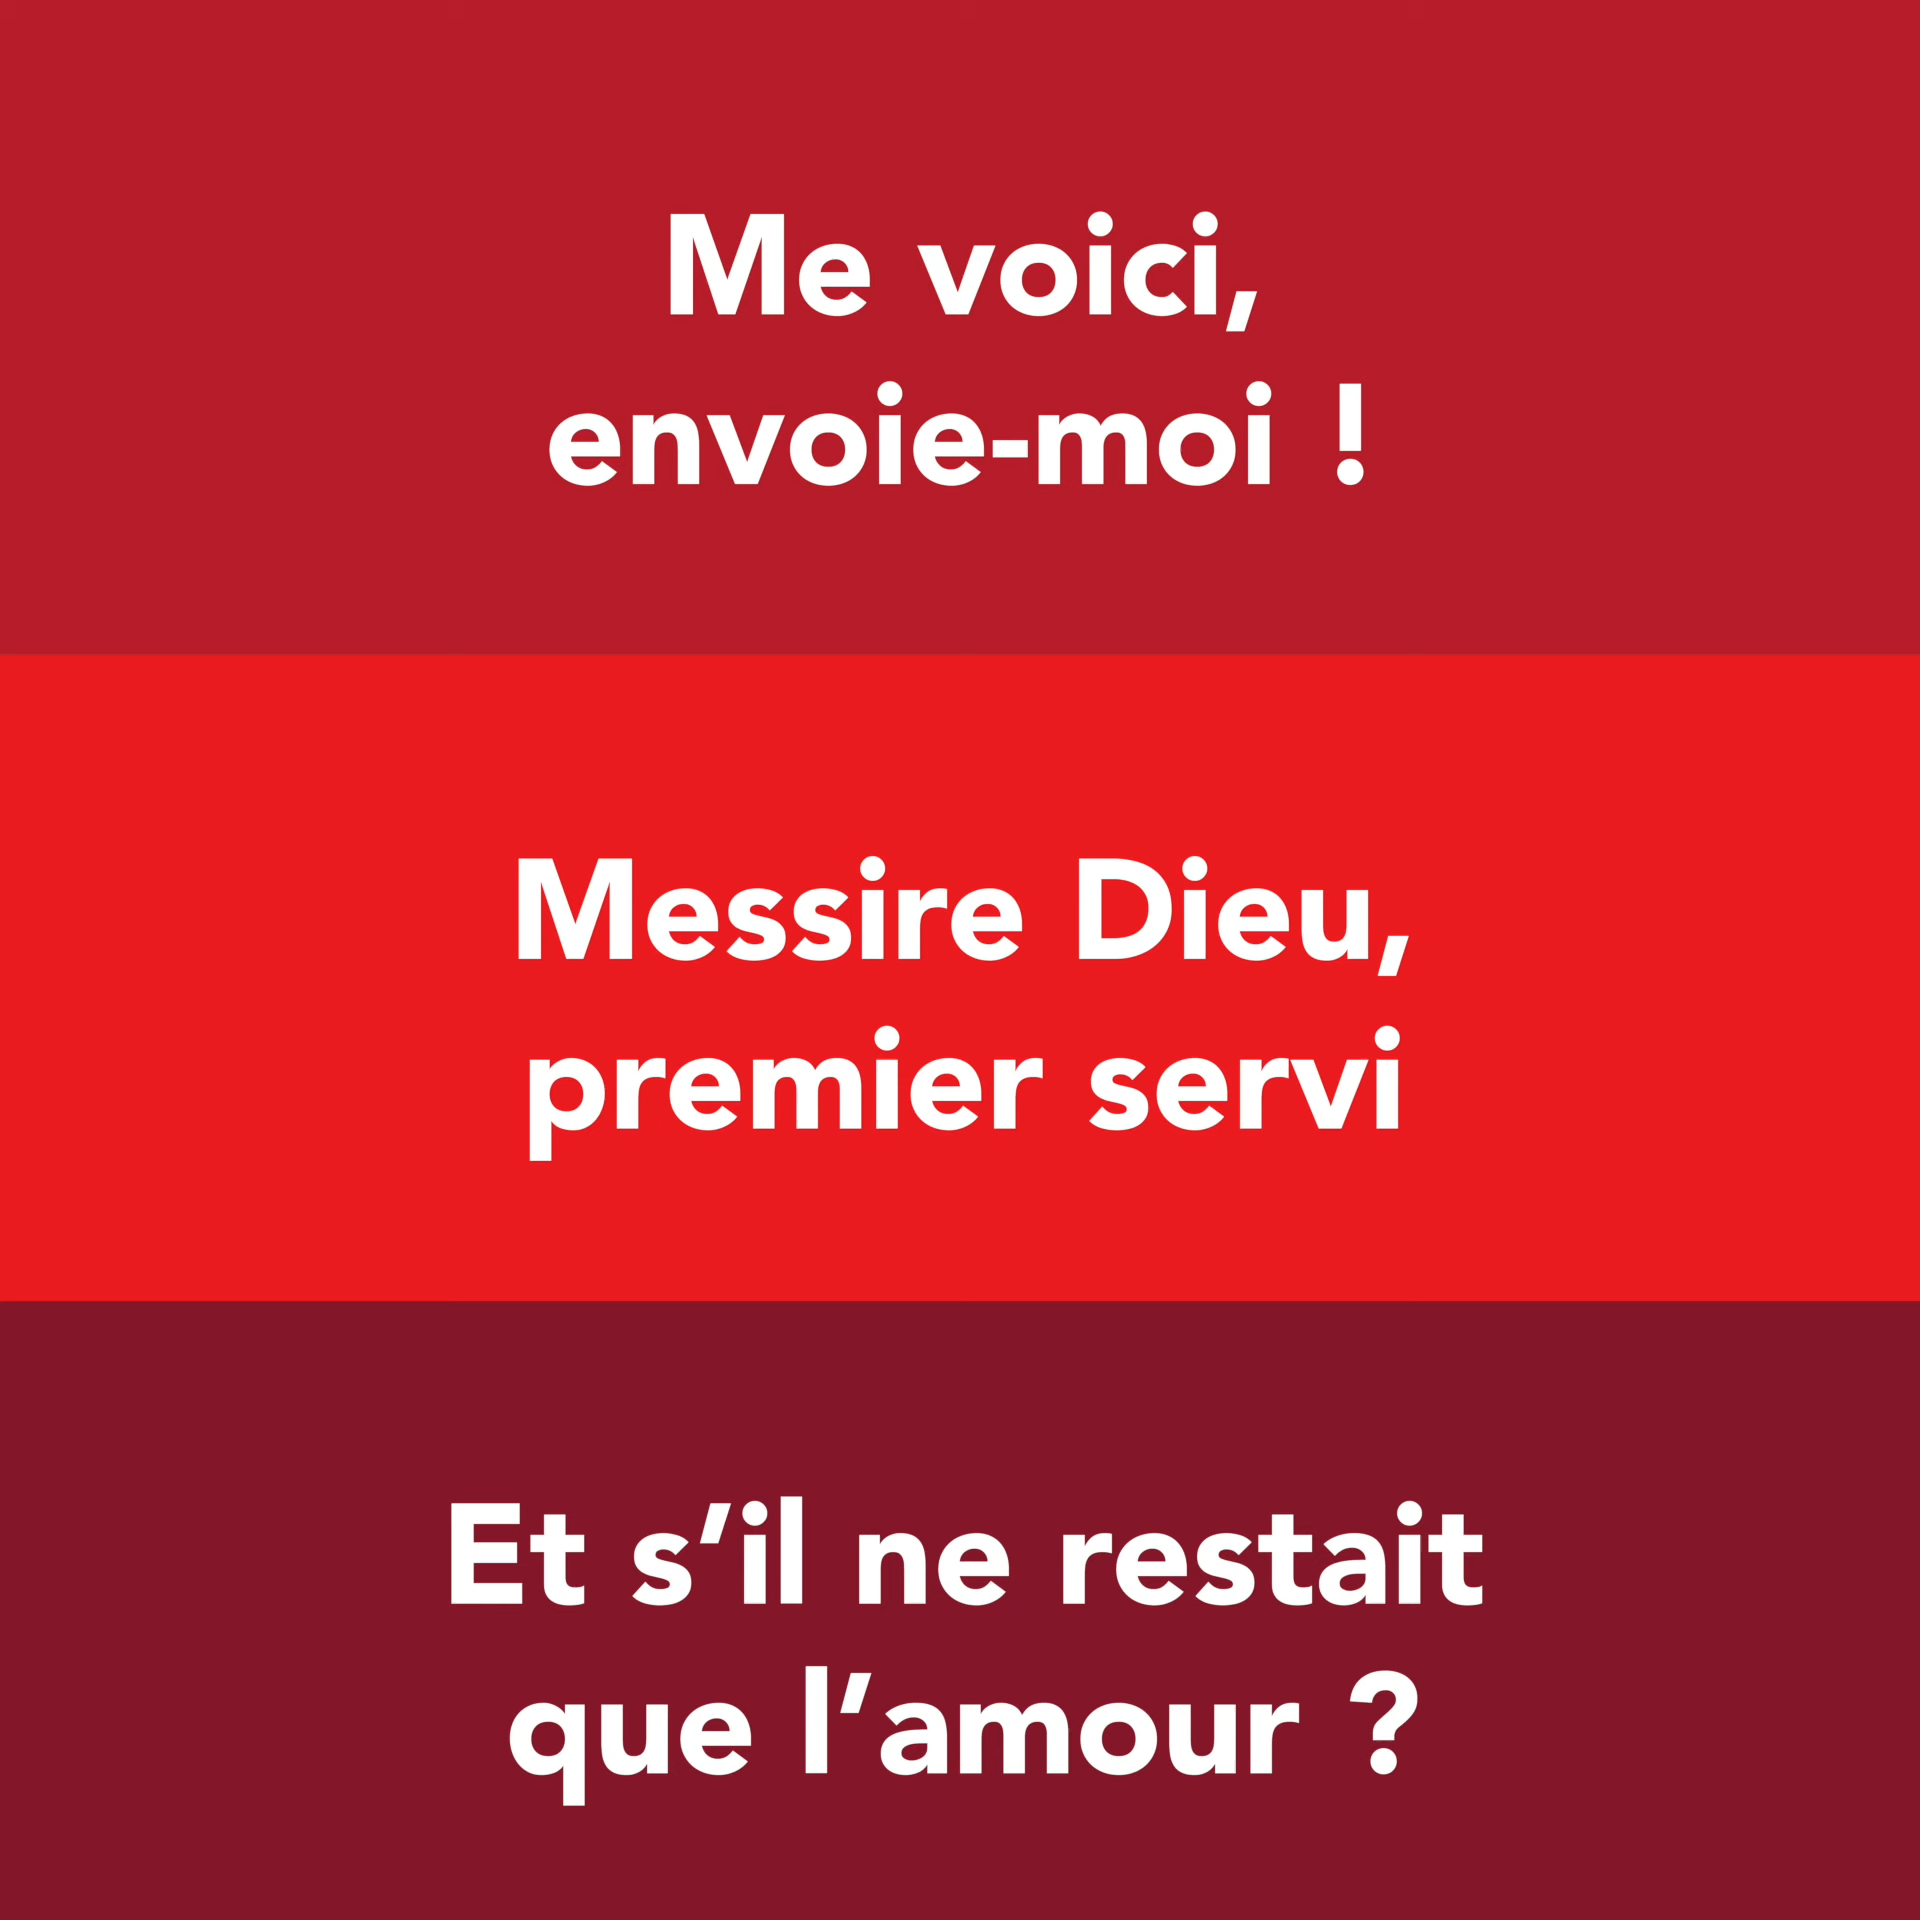 Me voici,
envoie-moi !
Messire Dieu,
premier servi
Et s’il ne restait
que l’amour ?